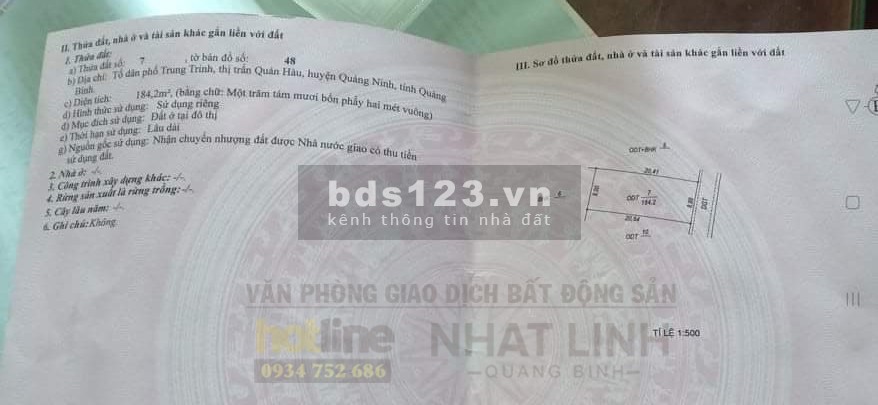 II. Thửa đất, nhà ở và tài sản khác gắn liền với đất
1. Thửa đất:
a) Thửa đất số: 7 , tờ bản đồ số: 48
b) Địa chỉ: Tổ dân phố Trung Trinh, thị trấn Quán Hàu, huyện Quảng Ninh, tỉnh Quảng
Bình
c) Diện tích: 184,2m², (bằng chữ: Một trăm tám mươi bốn phẩy hai mét vuông)
d) Hình thức sử dụng: Sử dụng riêng
đ) Mục đích sử dụng: Đất ở tại đô thị
e) Thời hạn sử dụng: Lâu dài
g) Nguồn gốc sử dụng: Nhận chuyển nhượng đất được Nhà nước giao có thu tiền
sử dụng đất.
2. Nhà ở: -/-.
3. Công trình xây dựng khác: -/-.
4. Rừng sản xuất là rừng trồng: -/-.
5. Cây lâu năm: -/-.
6. Ghi chú: Không.
III. Sơ đồ thửa đất, nhà ở và tài sản khác gắn liền với đất
ODT+BHK
20.41
ODT 7
184.2
ODT
20.54
ODT 10
TỈ LỆ 1:500
bds123.vn
kênh thông tin nhà đất
VĂN PHÒNG GIAO DỊCH BẤT ĐỘNG SẢN
hotline
0934 752 686
NHẬT LINH
QUẢNG BÌNH